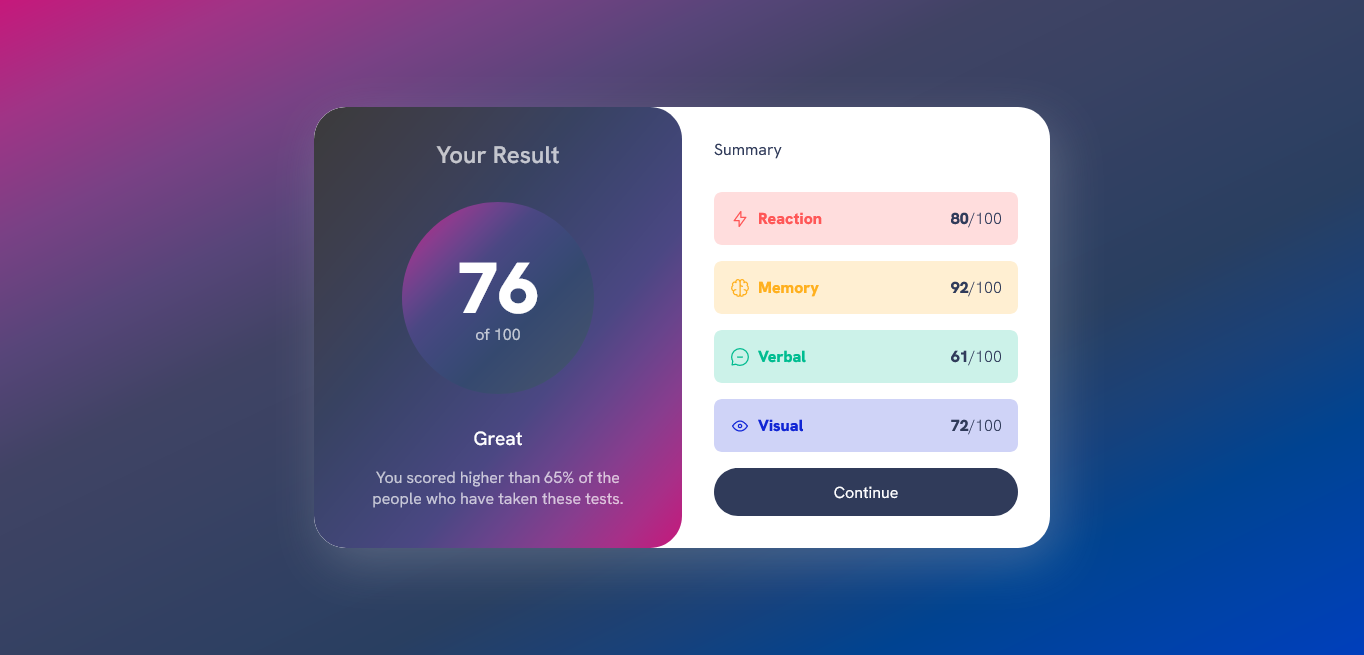 Your Result
76
of 100
Great
You scored higher than 65% of the
people who have taken these tests.
Summary
Reaction 80/100
Memory 92/100
Verbal 61/100
Visual 72/100
Continue